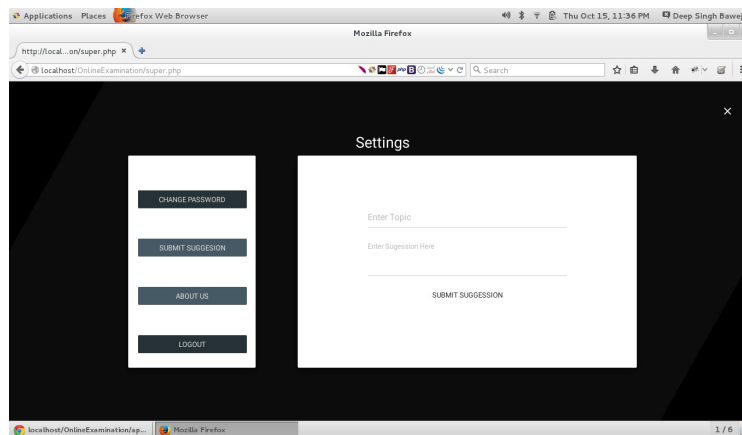 Applications Places Firefox Web Browser Thu Oct 15, 11:36 PM Deep Singh Bawej
Mozilla Firefox
http://local...on/super.php
localhost/OnlineExamination/super.php Search
Settings
CHANGE PASSWORD
SUBMIT SUGGESION
ABOUT US
LOGOUT
Enter Topic
Enter Sugession Here
SUBMIT SUGGESSION
localhost/OnlineExamination/ap... Mozilla Firefox 1 / 6